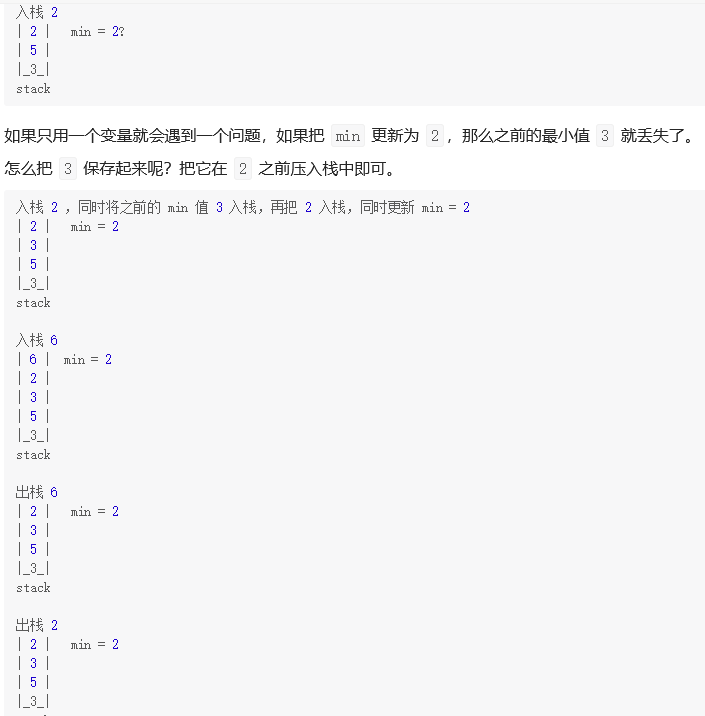 入栈 2
| 2 |   min = 2?
| 5 |
|_3_|
stack
如果只用一个变量就会遇到一个问题，如果把 min 更新为 2，那么之前的最小值 3 就丢失了。
怎么把 3 保存起来呢？把它在 2 之前压入栈中即可。
入栈 2 ，同时将之前的 min 值 3 入栈，再把 2 入栈，同时更新 min = 2
| 2 |   min = 2
| 3 |
| 5 |
|_3_|
stack
入栈 6
| 6 |  min = 2
| 2 |
| 3 |
| 5 |
|_3_|
stack
出栈 6
| 2 |   min = 2
| 3 |
| 5 |
|_3_|
stack
出栈 2
| 2 |   min = 2
| 3 |
| 5 |
|_3_|